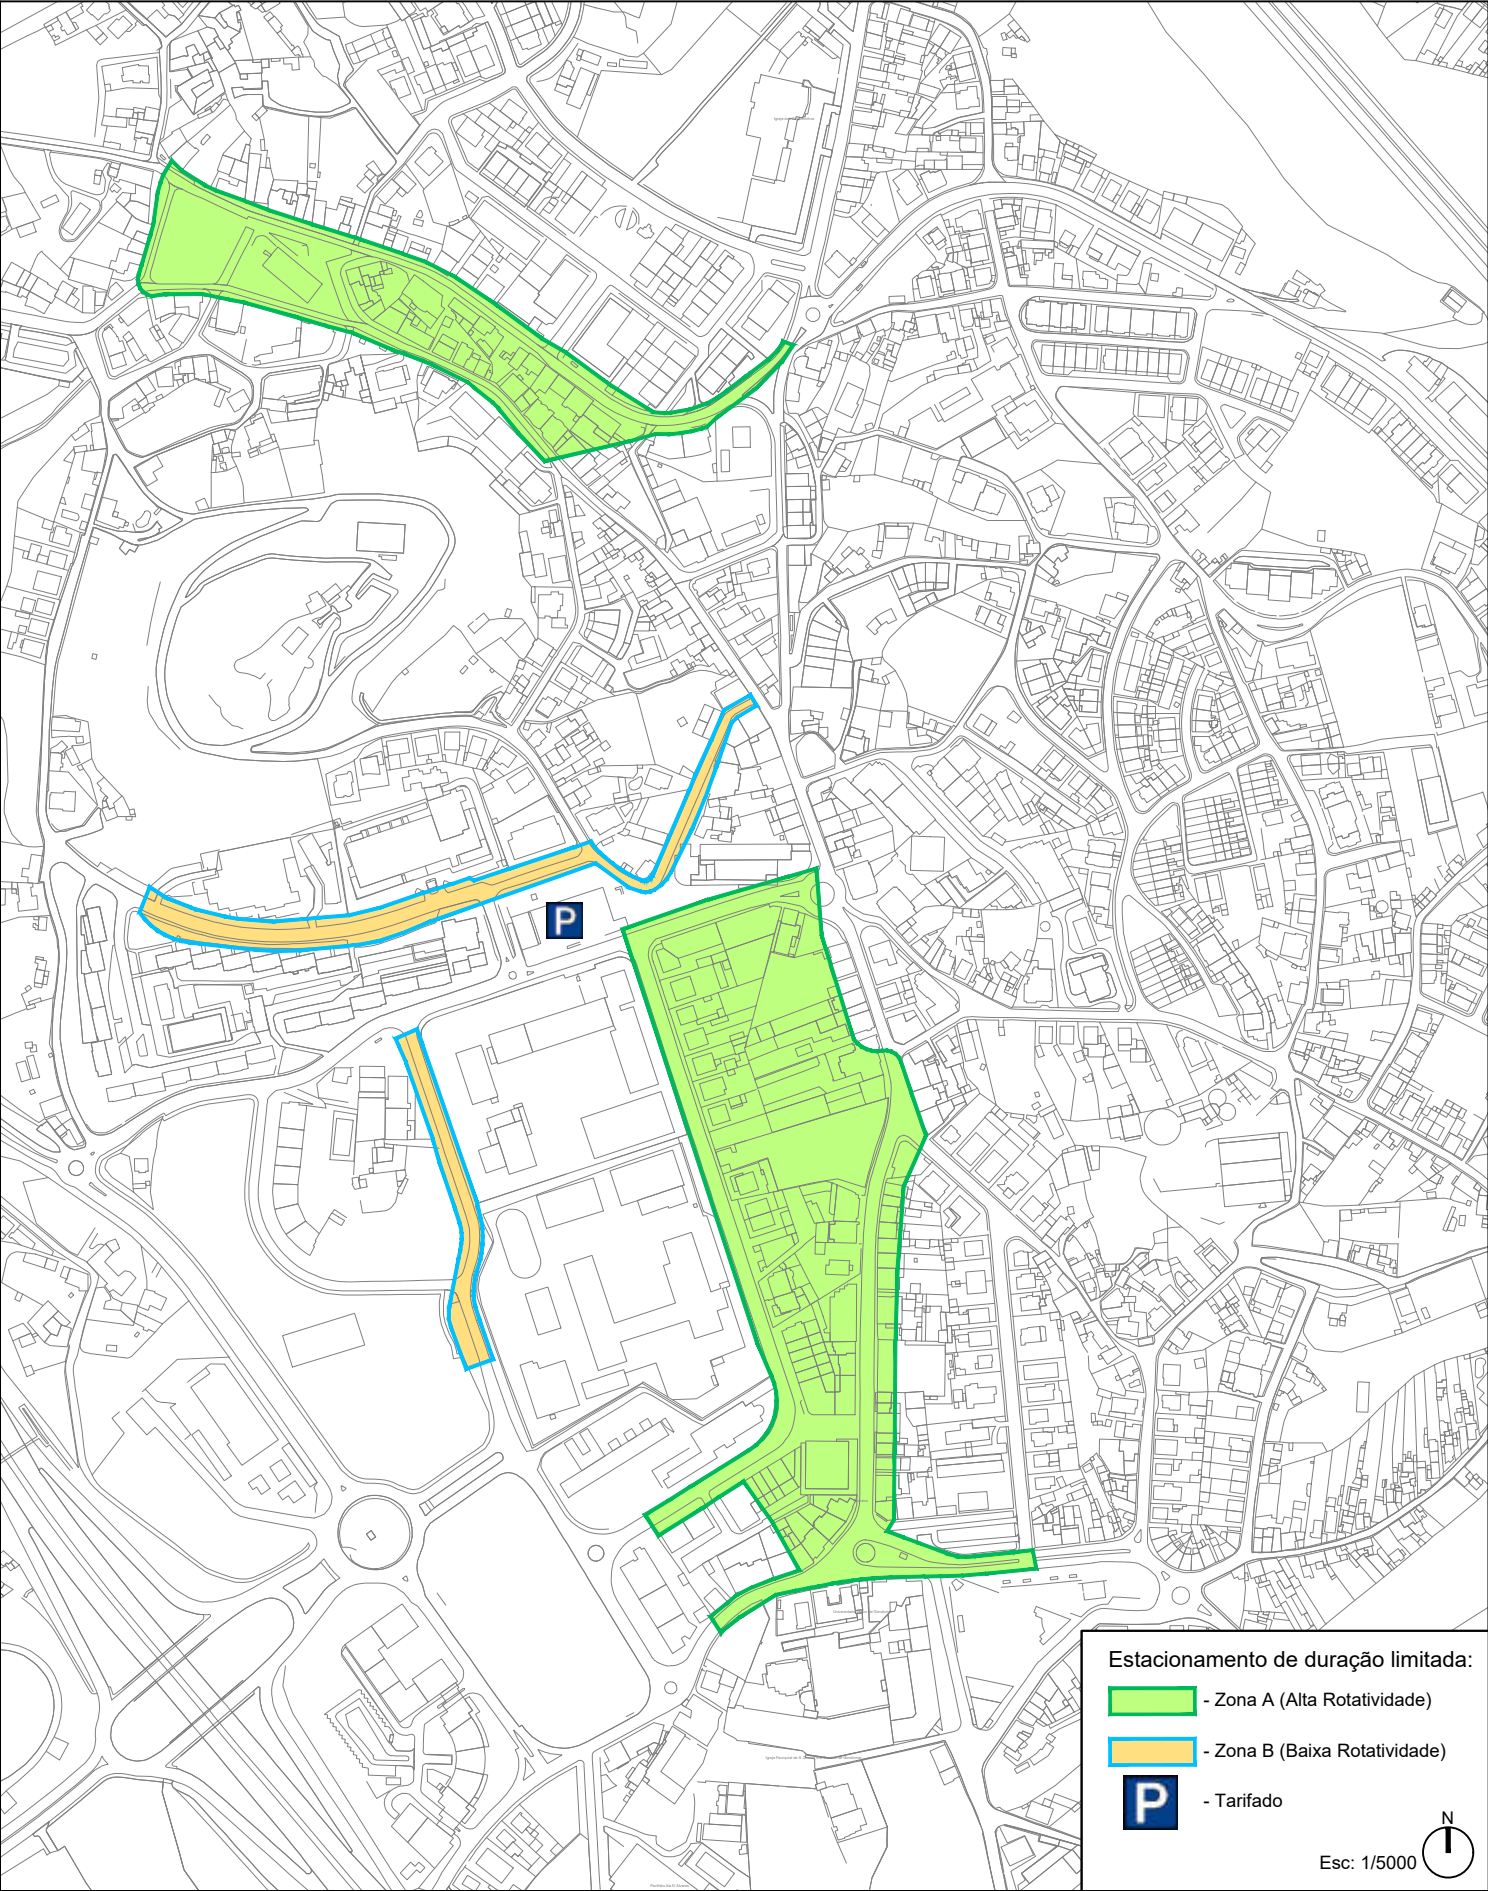 P
Estacionamento de duração limitada:
- Zona A (Alta Rotatividade)
- Zona B (Baixa Rotatividade)
P - Tarifado
N
Esc: 1/5000